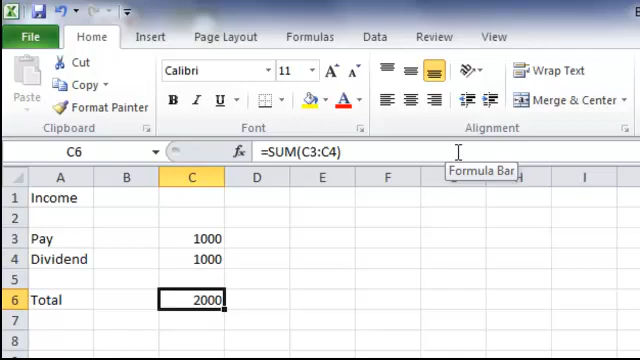 File Home Insert Page Layout Formulas Data Review View
Cut
Copy
Format Painter
Paste
Clipboard
Calibri 11 A A
B I U A
Font
Wrap Text
Merge & Center
Alignment
C6 fx =SUM(C3:C4)
Formula Bar
A B C D E F H I
1 Income
2
3 Pay 1000
4 Dividend 1000
5
6 Total 2000
7
8